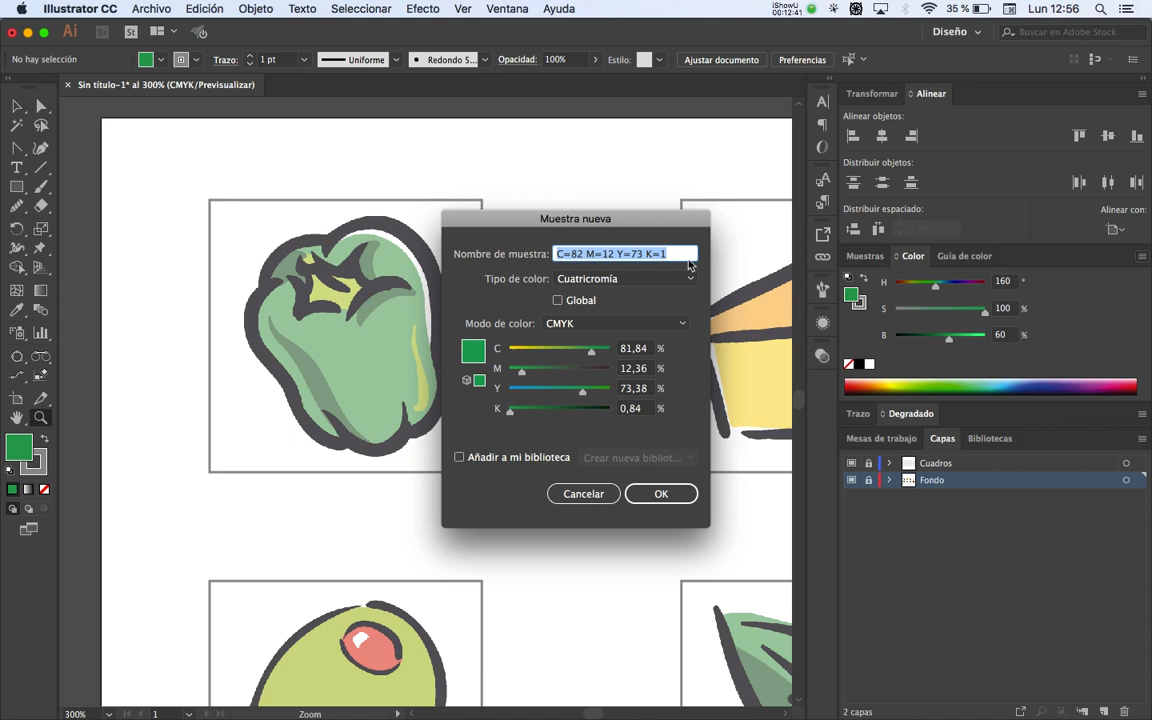 Illustrator CC Archivo Edición Objeto Texto Seleccionar Efecto Ver Ventana Ayuda
iShowU
00:12:41
35 %
Lun 12:56
Ai
Br
St
Diseño
Buscar en Adobe Stock
No hay selección
Trazo:
1 pt
Uniforme
Redondo 5...
Opacidad:
100%
Estilo:
Ajustar documento
Preferencias
Sin título-1* al 300% (CMYK/Previsualizar)
Transformar
Alinear
Alinear objetos:
Distribuir objetos:
Distribuir espaciado:
Alinear con:
Muestras
Color
Guía de color
H
160
°
S
100
%
B
60
%
Trazo
Degradado
Mesas de trabajo
Capas
Bibliotecas
Cuadros
Fondo
2 capas
Muestra nueva
Nombre de muestra: C=82 M=12 Y=73 K=1
Tipo de color: Cuatricromía
Global
Modo de color: CMYK
C 81,84 %
M 12,36 %
Y 73,38 %
K 0,84 %
Añadir a mi biblioteca
Crear nueva bibliot...
Cancelar
OK
300%
1
Zoom